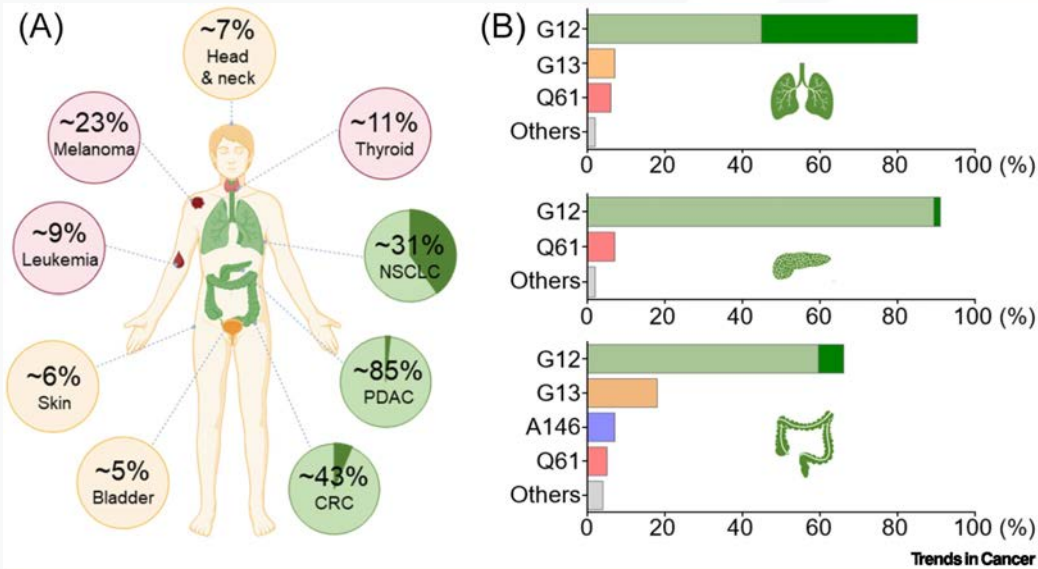 (A)
~7%
Head
& neck
~23%
Melanoma
~11%
Thyroid
~9%
Leukemia
~31%
NSCLC
~6%
Skin
~85%
PDAC
~5%
Bladder
~43%
CRC
(B)
G12
G13
Q61
Others
0 20 40 60 80 100 (%)
G12
Q61
Others
0 20 40 60 80 100 (%)
G12
G13
A146
Q61
Others
0 20 40 60 80 100 (%)
Trends in Cancer